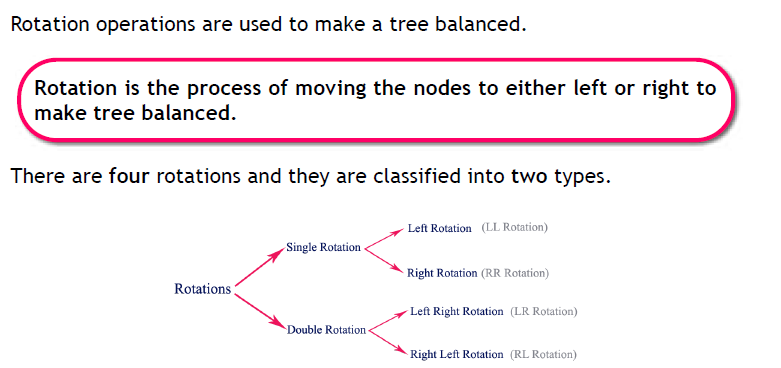 Rotation operations are used to make a tree balanced.
Rotation is the process of moving the nodes to either left or right to
make tree balanced.
There are four rotations and they are classified into two types.
Left Rotation (LL Rotation)
Single Rotation
Right Rotation (RR Rotation)
Rotations
Left Right Rotation (LR Rotation)
Double Rotation
Right Left Rotation (RL Rotation)